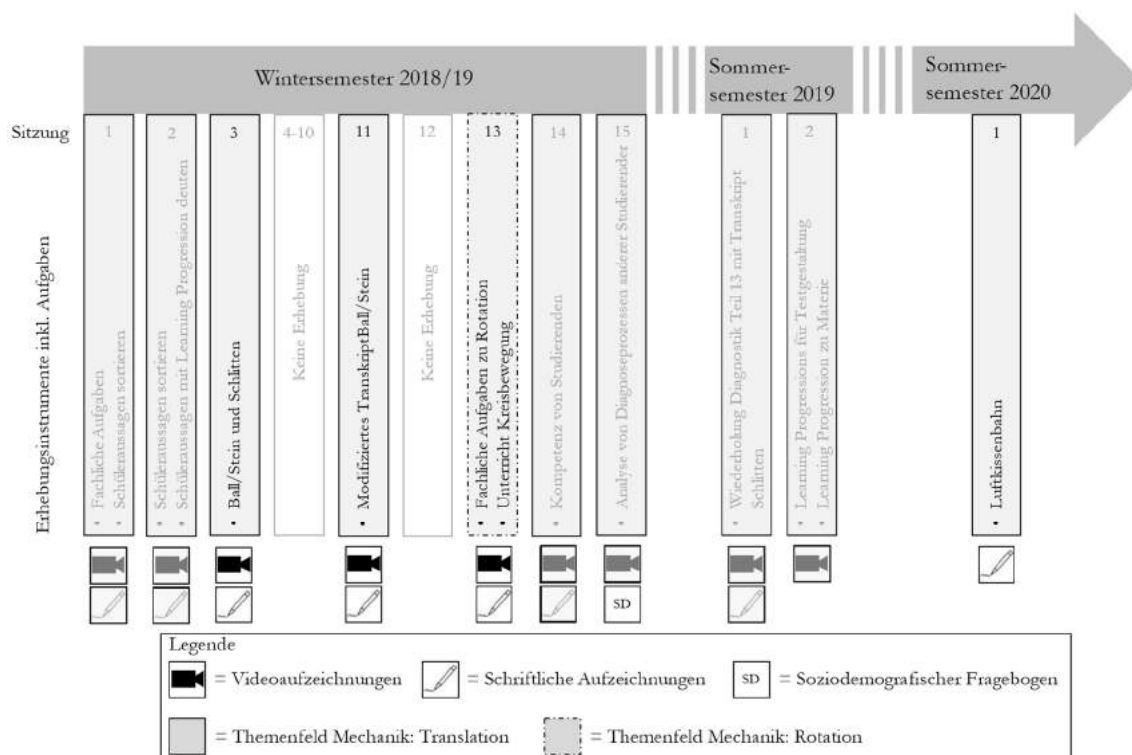 Wintersemester 2018/19
Sommer-
semester 2019
Sommer-
semester 2020
Sitzung
1
2
3
4-10
11
12
13
14
15
1
2
1
Erhebungsinstrumente inkl. Aufgaben
• Fachliche Aufgaben
• Schüleraussagen sortieren
• Schüleraussagen sortieren
• Schüleraussagen mit Learning Progression deuten
• Ball/Stein und Schlitten
Keine Erhebung
• Modifiziertes TranskriptBall/Stein
Keine Erhebung
• Fachliche Aufgaben zu Rotation
• Unterricht Kreisbewegung
• Kompetenz von Studierenden
• Analyse von Diagnoseprozessen anderer Studierender
• Wiederholung Diagnostik Teil 13 mit Transkript
Schlitten
• Learning Progressions für Testgestaltung
• Learning Progression zu Materie
• Luftkissenbahn
SD
Legende
= Videoaufzeichnungen
= Schriftliche Aufzeichnungen
SD = Soziodemografischer Fragebogen
= Themenfeld Mechanik: Translation
= Themenfeld Mechanik: Rotation